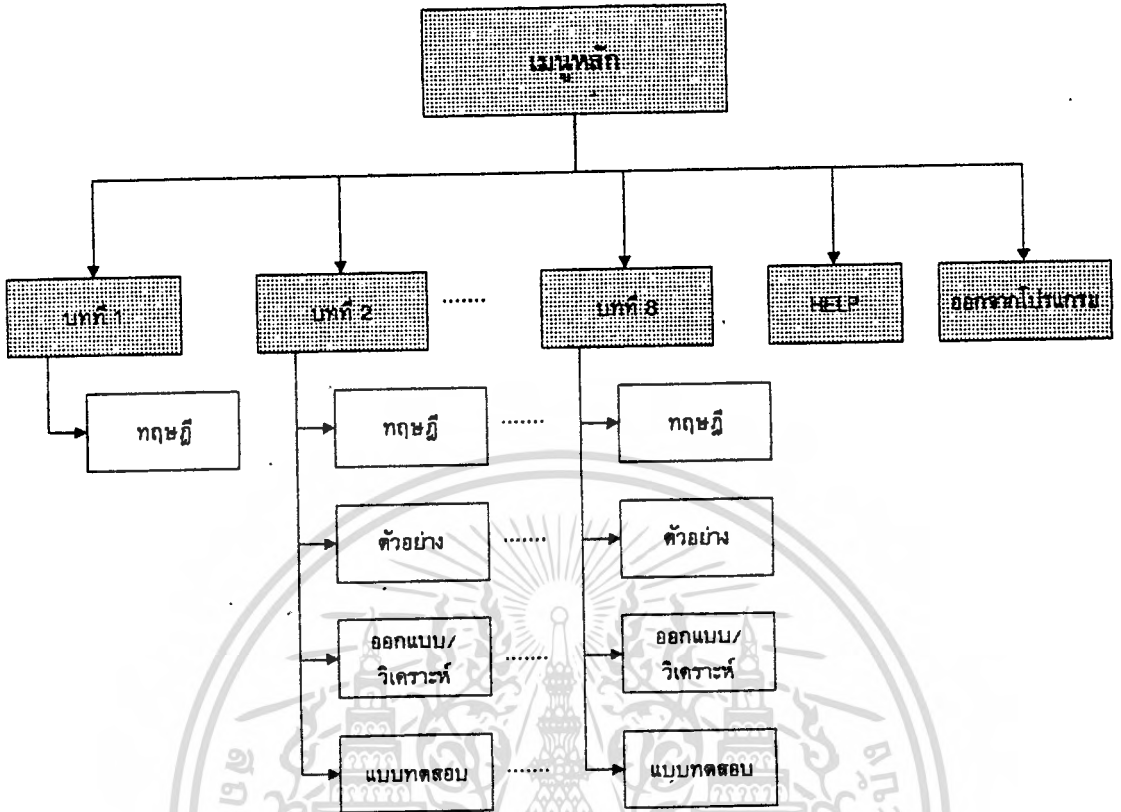 เมนูหลัก
บทที่ 1
บทที่ 2
.......
บทที่ 8
HELP
ออกจากโปรแกรม
ทฤษฎี
ทฤษฎี
.......
ทฤษฎี
ตัวอย่าง
.......
ตัวอย่าง
ออกแบบ/
วิเคราะห์
.......
ออกแบบ/
วิเคราะห์
แบบทดสอบ
.......
แบบทดสอบ